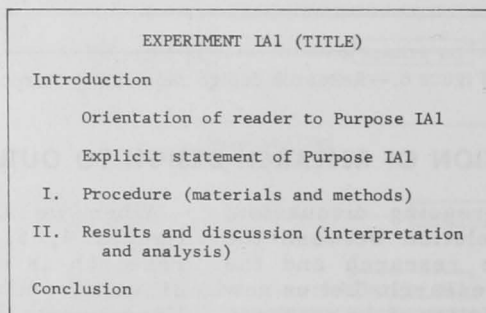 EXPERIMENT IA1 (TITLE)
Introduction
Orientation of reader to Purpose IA1
Explicit statement of Purpose IA1
I. Procedure (materials and methods)
II. Results and discussion (interpretation
and analysis)
Conclusion